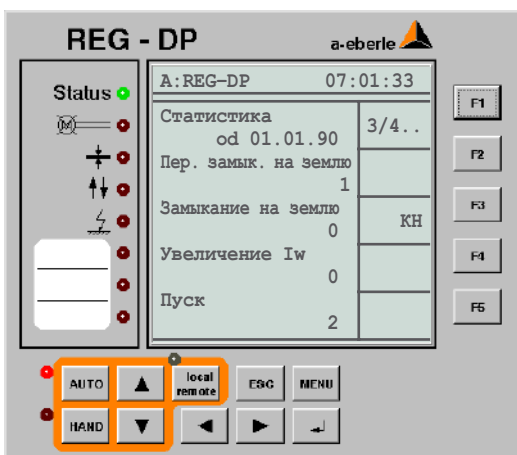 REG - DP
a-eberle
Status
M
A:REG-DP 07:01:33
Статистика
od 01.01.90
3/4..
Пер. замык. на землю
1
Замыкание на землю
0
КН
Увеличение Iw
0
Пуск
2
F1
F2
F3
F4
F5
AUTO
local
remote
ESC
MENU
HAND